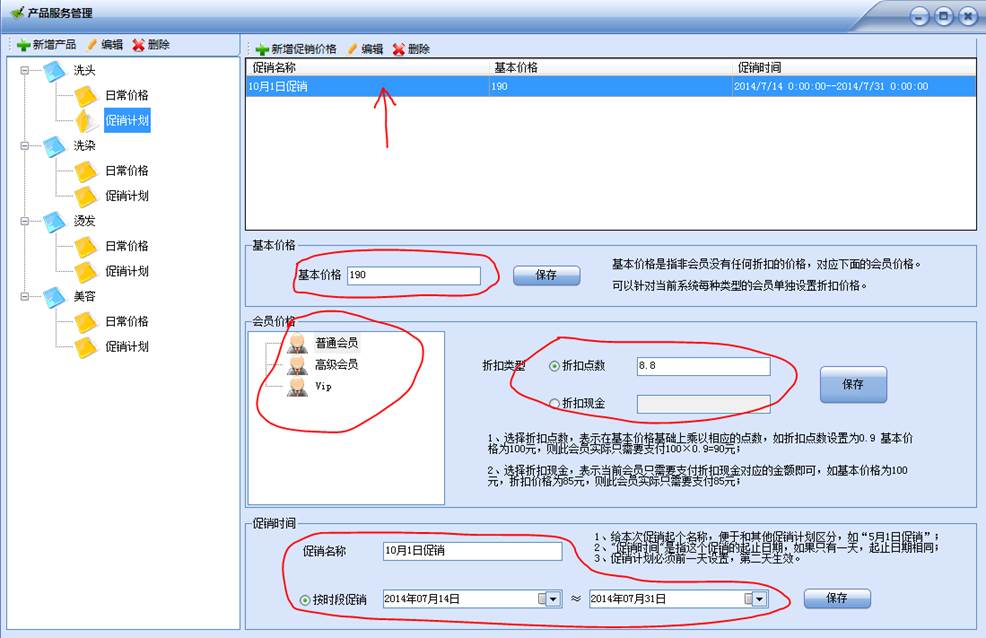 产品服务管理
新增产品 编辑 删除
洗头
日常价格
促销计划
洗染
日常价格
促销计划
烫发
日常价格
促销计划
美容
日常价格
促销计划
新增促销价格 编辑 删除
促销名称 基本价格 促销时间
10月1日促销 190 2014/7/14 0:00:00--2014/7/31 0:00:00
基本价格
基本价格 190 保存
基本价格是指非会员没有任何折扣的价格，对应下面的会员价格。
可以针对当前系统每种类型的会员单独设置折扣价格。
会员价格
普通会员
高级会员
Vip
折扣类型 折扣点数 8.8
折扣现金
保存
1、选择折扣点数，表示在基本价格基础上乘以相应的点数，如折扣点数设置为0.9 基本价
格为100元，则此会员实际只需要支付100×0.9=90元；
2、选择折扣现金，表示当前会员只需要支付折扣现金对应的金额即可，如基本价格为100
元，折扣价格为85元，则此会员实际只需要支付85元；
促销时间
促销名称 10月1日促销
1、给本次促销起个名称，便于和其他促销计划区分，如“5月1日促销”；
2、“促销时间”是指这个促销的起止日期，如果只有一天，起止日期相同；
3、促销计划必须前一天设置，第二天生效。
按时段促销 2014年07月14日 ≈ 2014年07月31日 保存